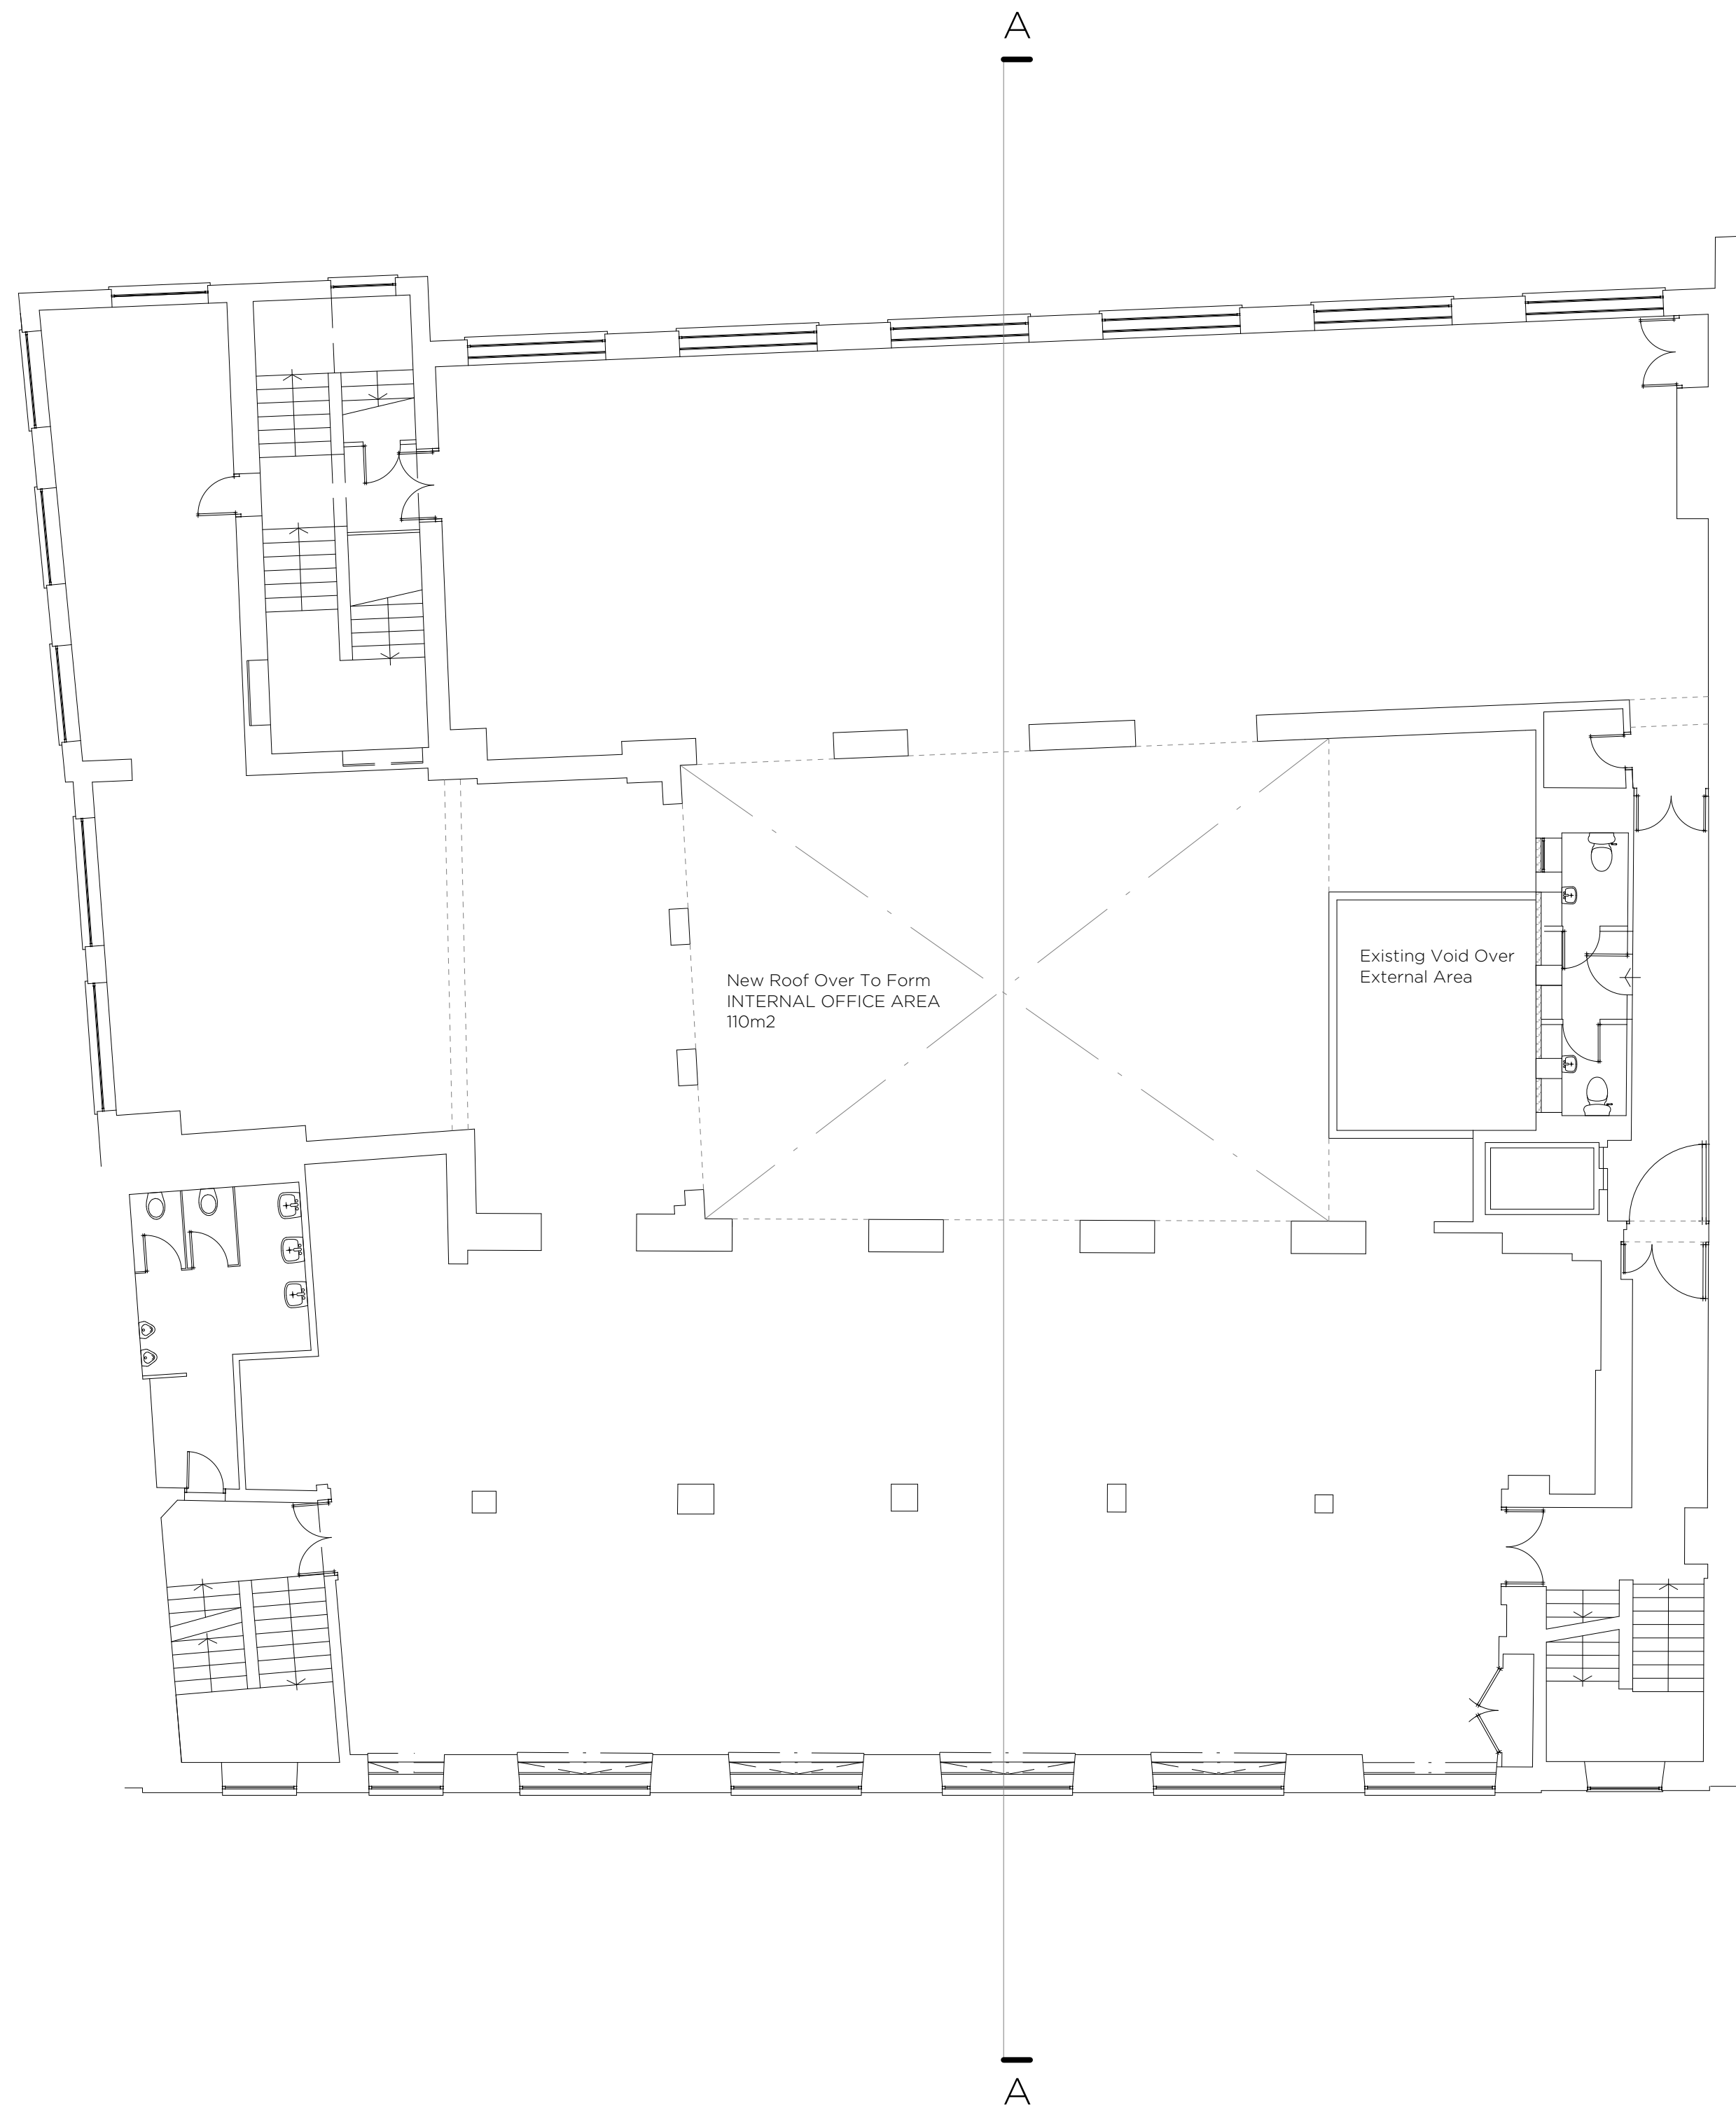 A
Existing Void Over
External Area
New Roof Over To Form
INTERNAL OFFICE AREA
110m2
A